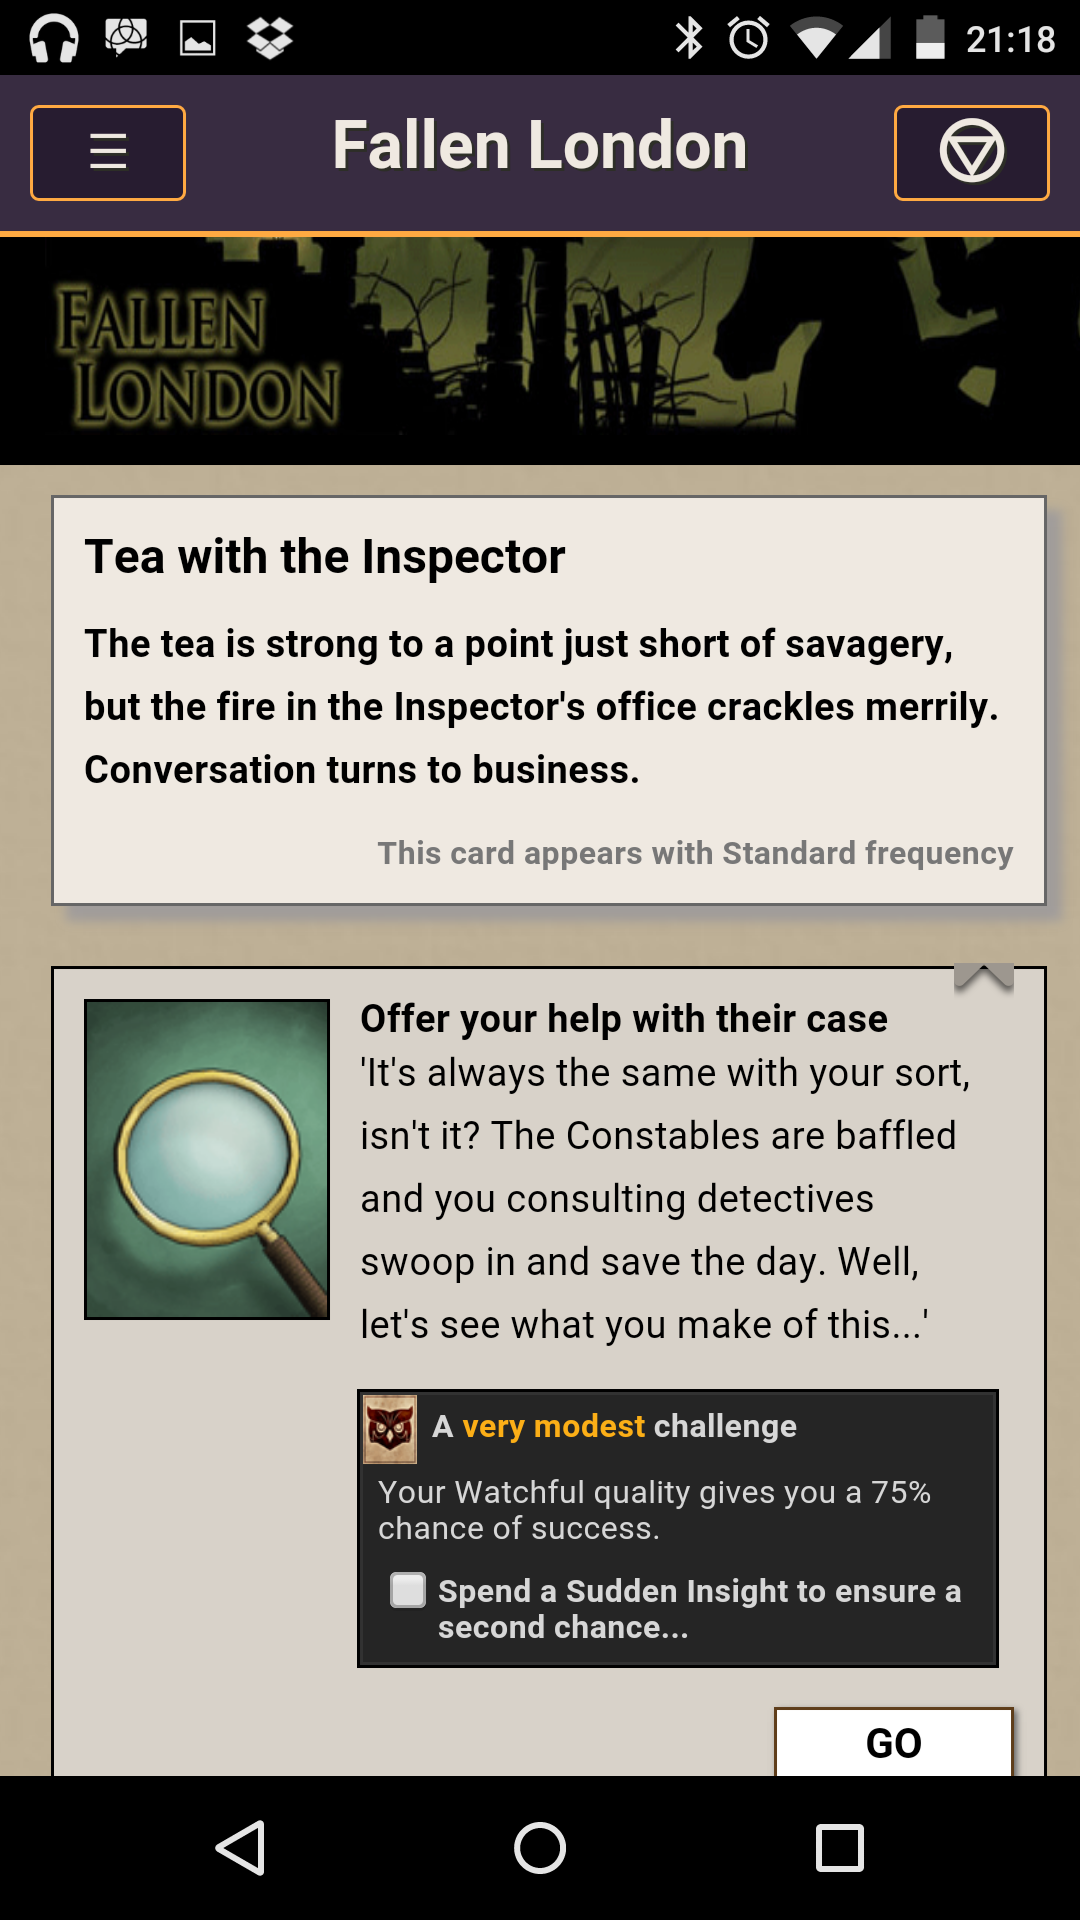 21:18
Fallen London
FALLEN
LONDON
Tea with the Inspector
The tea is strong to a point just short of savagery,
but the fire in the Inspector's office crackles merrily.
Conversation turns to business.
This card appears with Standard frequency
Offer your help with their case
'It's always the same with your sort,
isn't it? The Constables are baffled
and you consulting detectives
swoop in and save the day. Well,
let's see what you make of this...'
A very modest challenge
Your Watchful quality gives you a 75%
chance of success.
Spend a Sudden Insight to ensure a
second chance...
GO